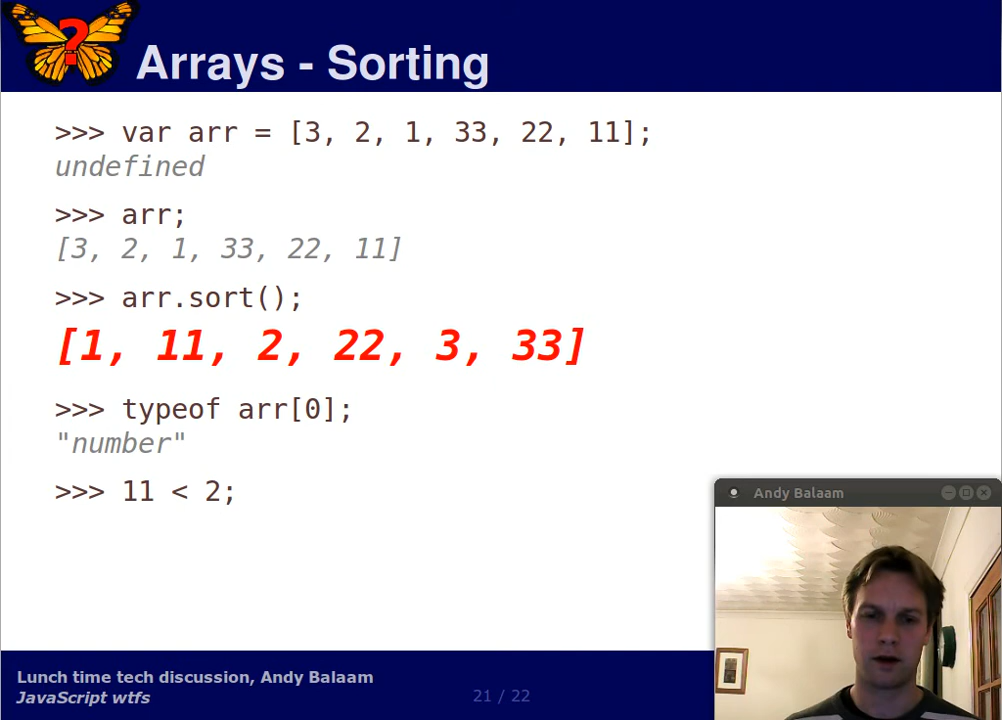 ?
Arrays - Sorting
>>> var arr = [3, 2, 1, 33, 22, 11];
undefined
>>> arr;
[3, 2, 1, 33, 22, 11]
>>> arr.sort();
[1, 11, 2, 22, 3, 33]
>>> typeof arr[0];
"number"
>>> 11 < 2;
Andy Balaam
Lunch time tech discussion, Andy Balaam
JavaScript wtfs
21 / 22